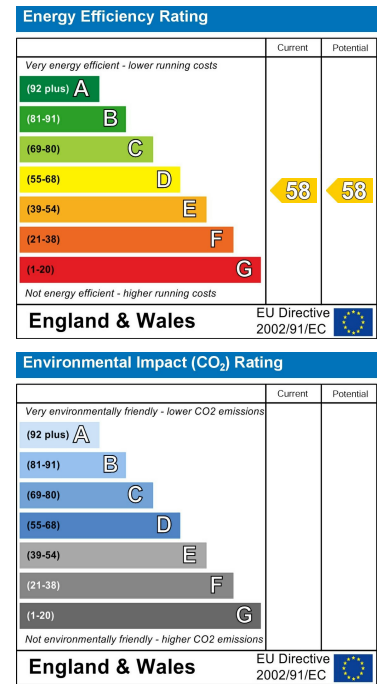 Energy Efficiency Rating
Current Potential
Very energy efficient - lower running costs
(92 plus) A
(81-91) B
(69-80) C
(55-68) D
58 58
(39-54) E
(21-38) F
(1-20) G
Not energy efficient - higher running costs
England & Wales
EU Directive
2002/91/EC
Environmental Impact (CO₂) Rating
Current Potential
Very environmentally friendly - lower CO2 emissions
(92 plus) A
(81-91) B
(69-80) C
(55-68) D
(39-54) E
(21-38) F
(1-20) G
Not environmentally friendly - higher CO2 emissions
England & Wales
EU Directive
2002/91/EC